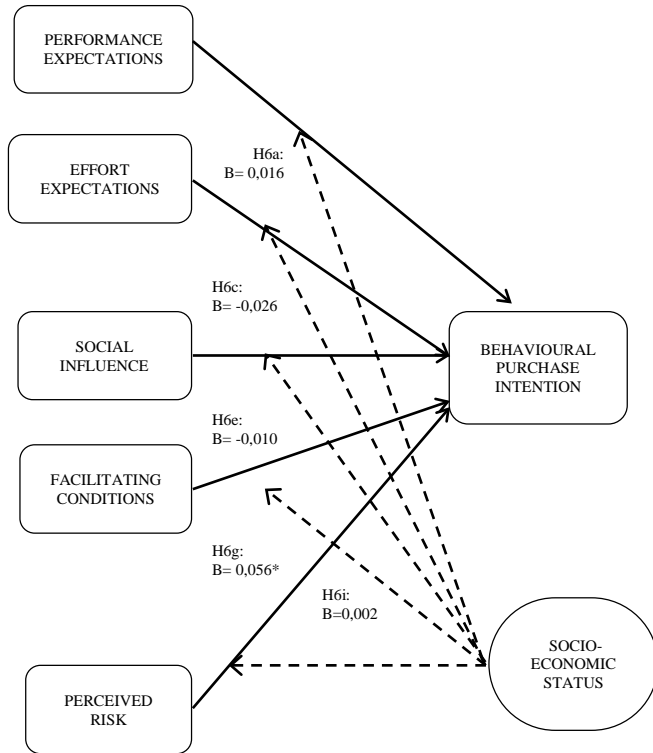 PERFORMANCE
EXPECTATIONS
H6a:
B= 0,016
EFFORT
EXPECTATIONS
H6c:
B= -0,026
SOCIAL
INFLUENCE
BEHAVIOURAL
PURCHASE
INTENTION
H6e:
B= -0,010
FACILITATING
CONDITIONS
H6g:
B= 0,056*
H6i:
B=0,002
SOCIO-
ECONOMIC
STATUS
PERCEIVED
RISK